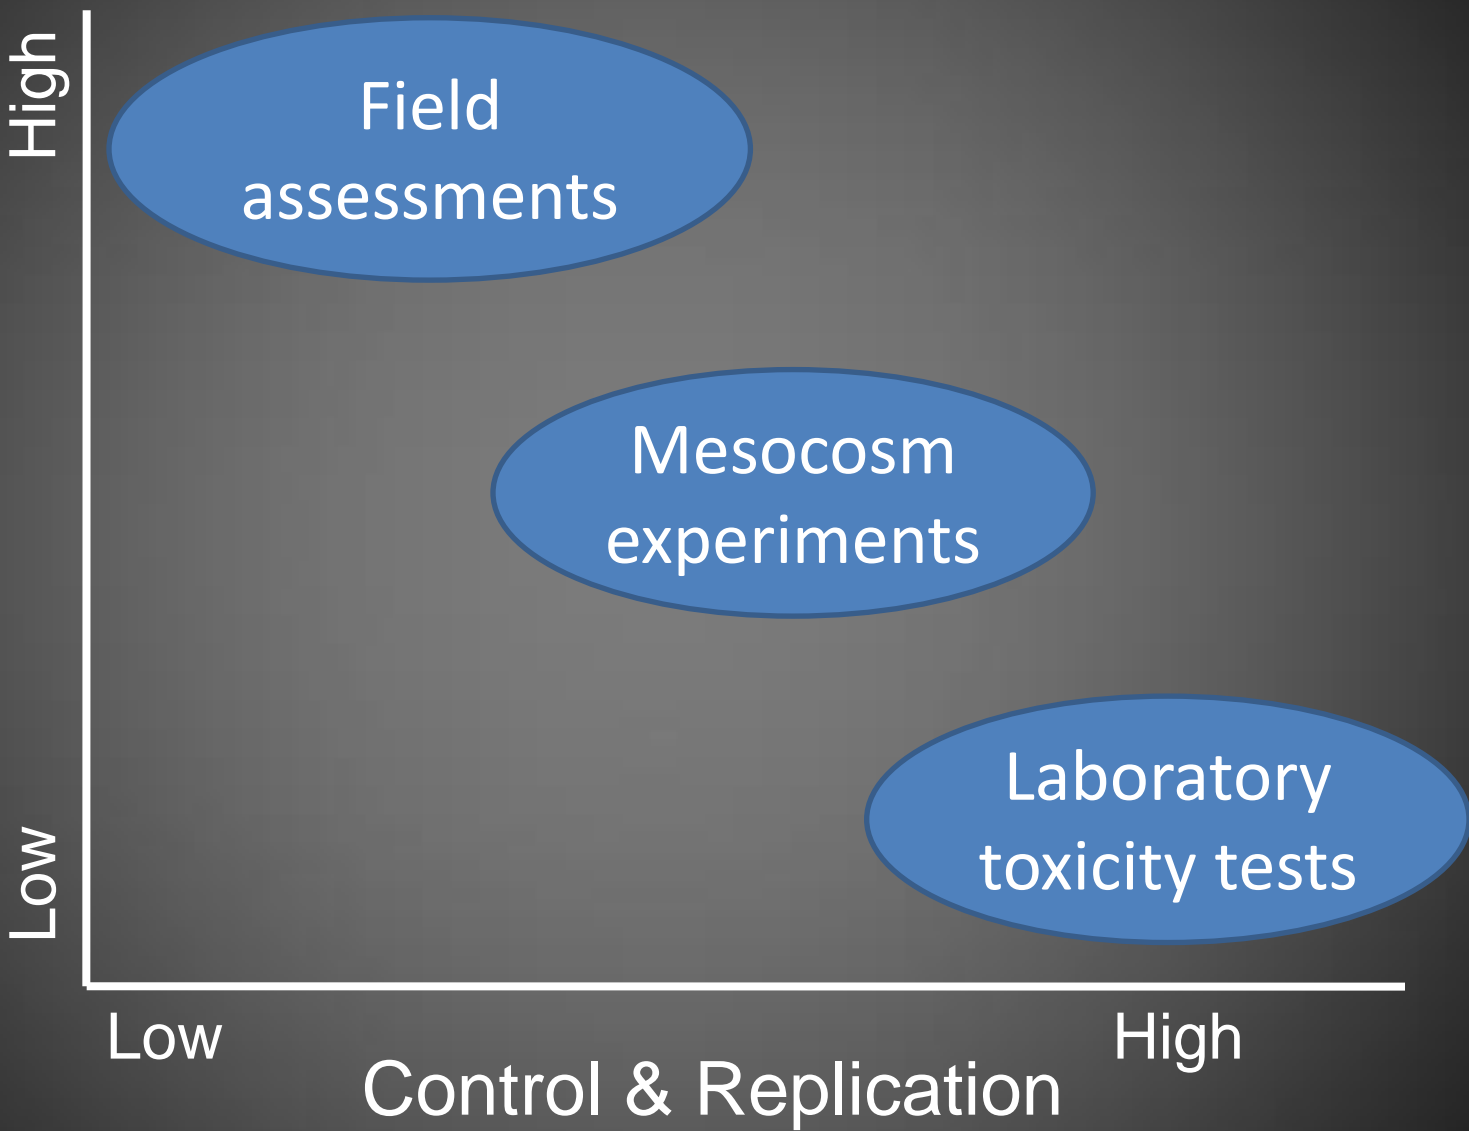 High
Field
assessments
Mesocosm
experiments
Laboratory
toxicity tests
Low
Low
High
Control & Replication